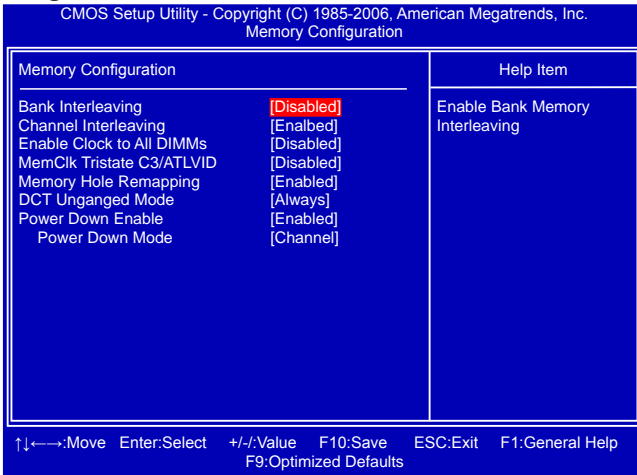 CMOS Setup Utility - Copyright (C) 1985-2006, American Megatrends, Inc.
Memory Configuration
Memory Configuration
Help Item
Bank Interleaving [Disabled]
Channel Interleaving [Enalbed]
Enable Clock to All DIMMs [Disabled]
MemClk Tristate C3/ATLVID [Disabled]
Memory Hole Remapping [Enabled]
DCT Unganged Mode [Always]
Power Down Enable [Enabled]
Power Down Mode [Channel]
Enable Bank Memory
Interleaving
↑↓←→:Move Enter:Select +/-/:Value F10:Save ESC:Exit F1:General Help
F9:Optimized Defaults